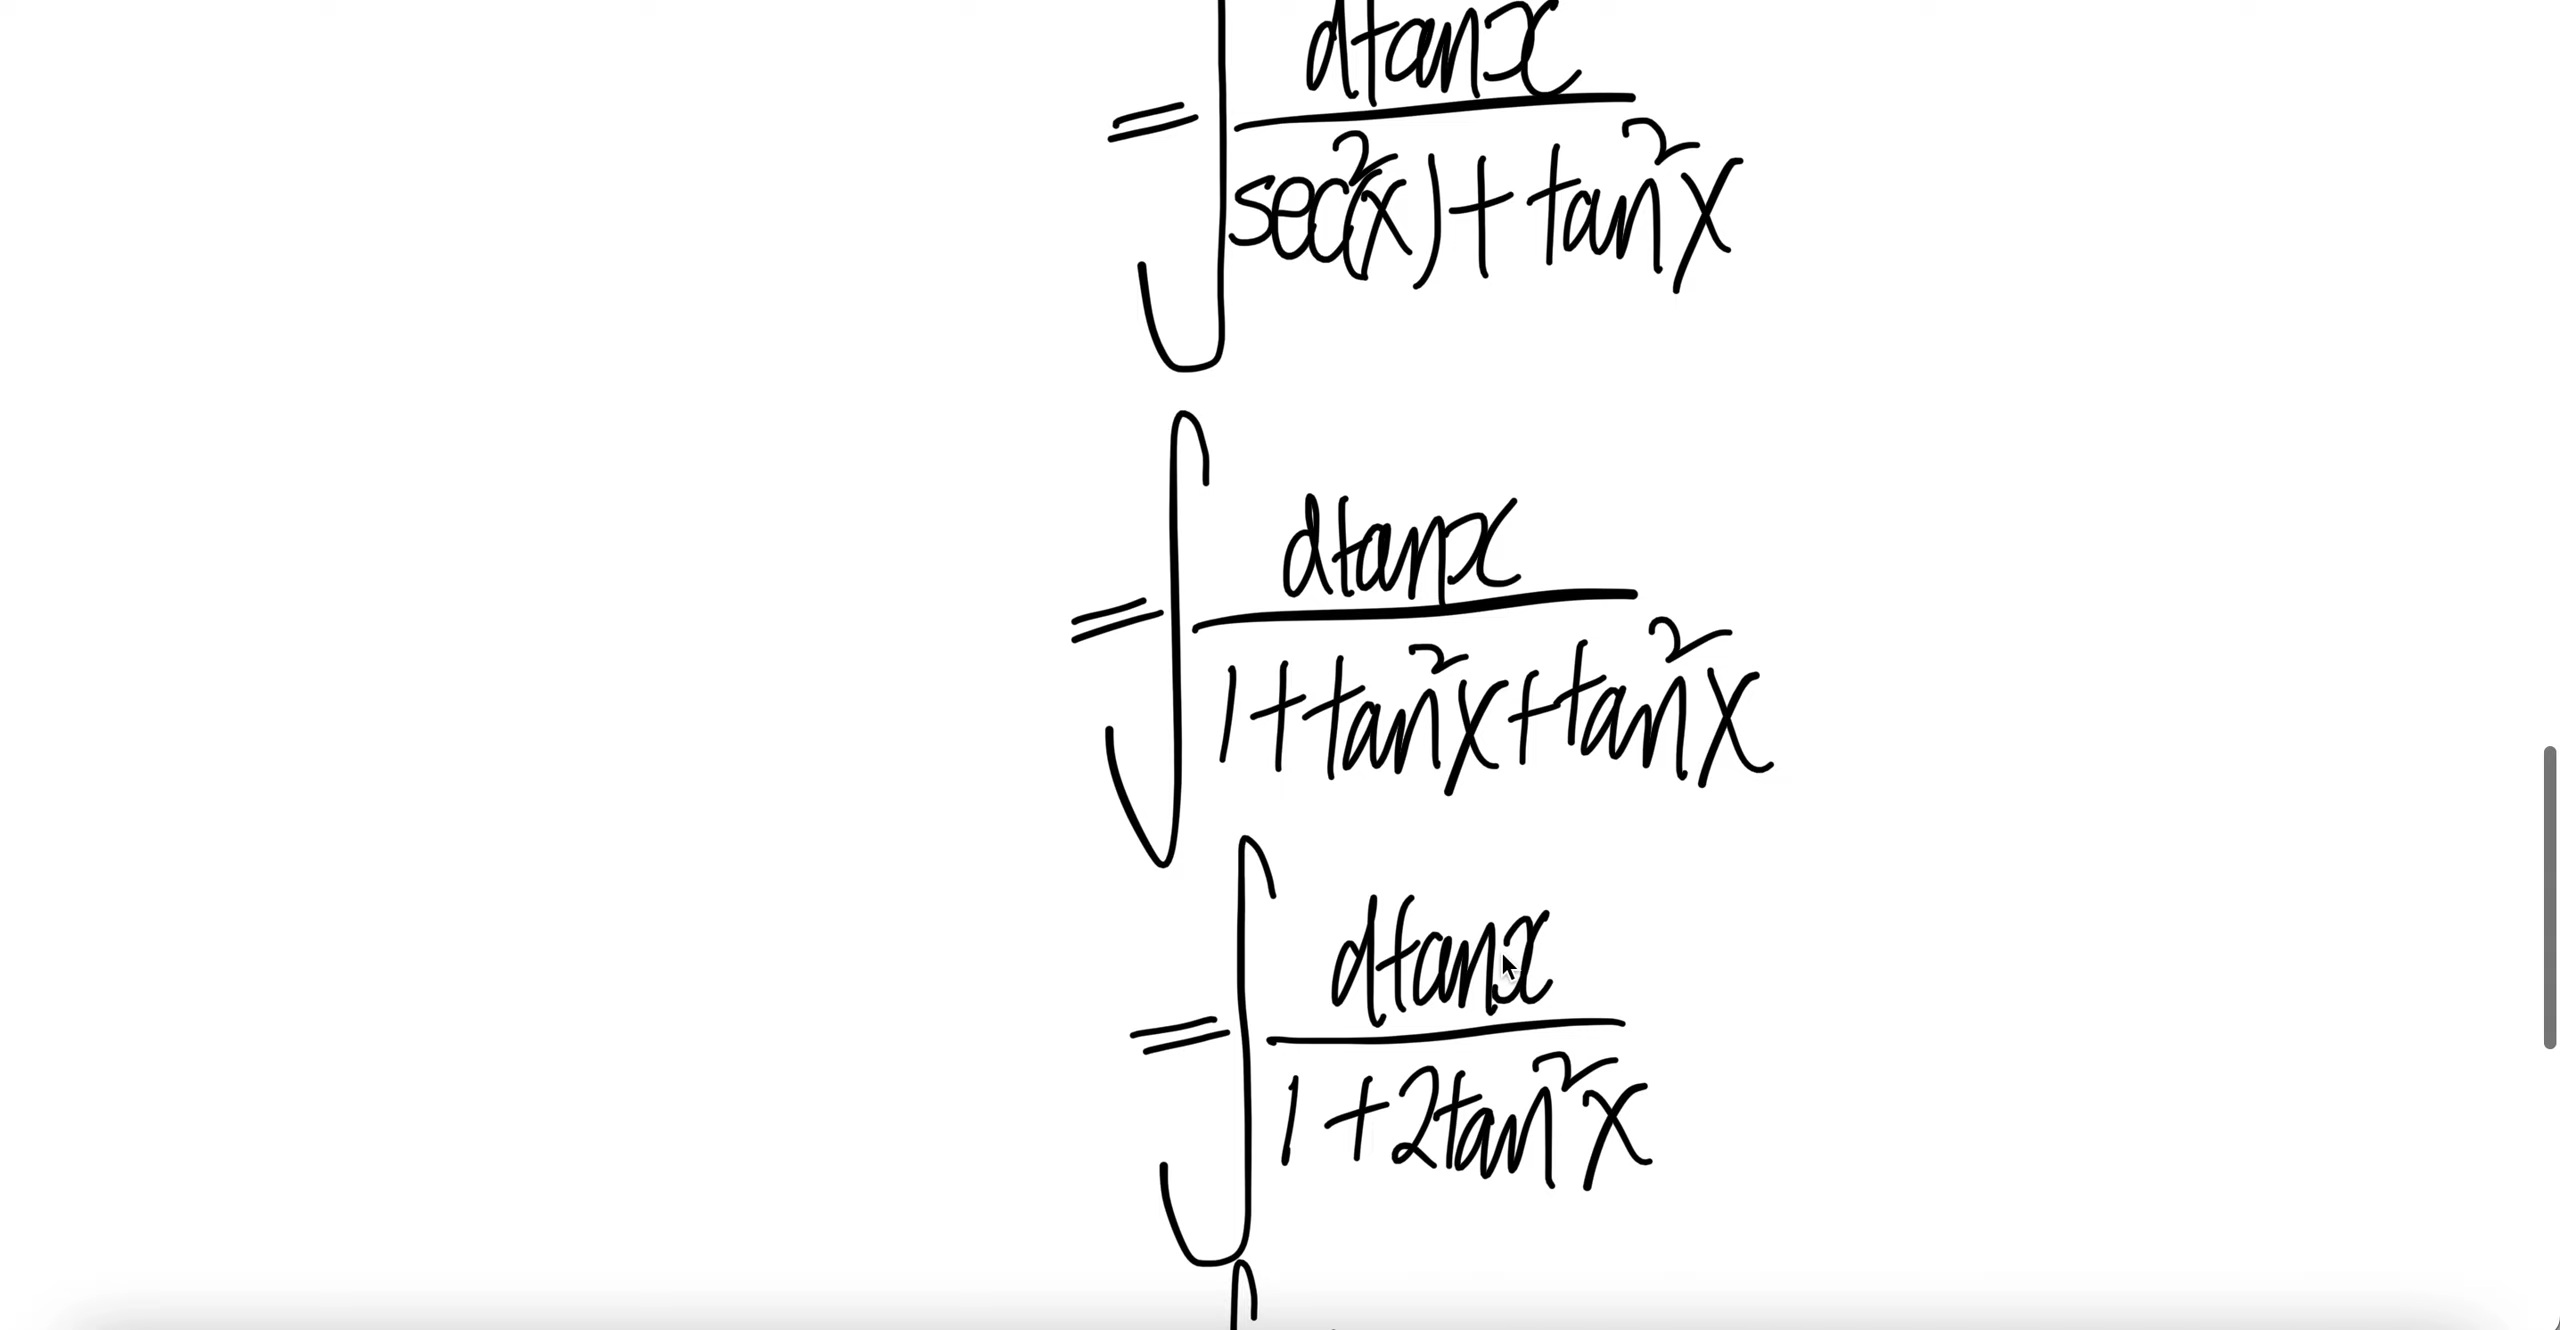 = ∫ dtanx / (sec²(x) + tan²x)
= ∫ dtanx / (1 + tan²x + tan²x)
= ∫ dtanx / (1 + 2tan²x)